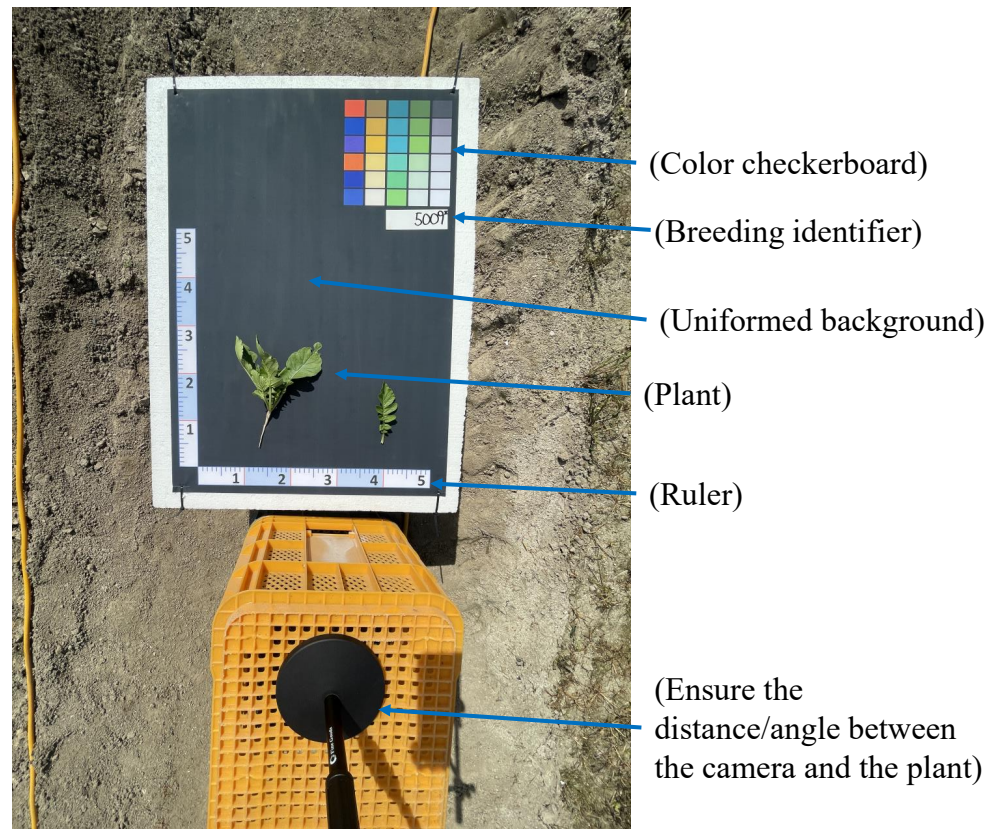 (Color checkerboard)
5009*
(Breeding identifier)
(Uniformed background)
5
4
3
2
1
(Plant)
1 2 3 4 5
(Ruler)
(Ensure the
distance/angle between
the camera and the plant)